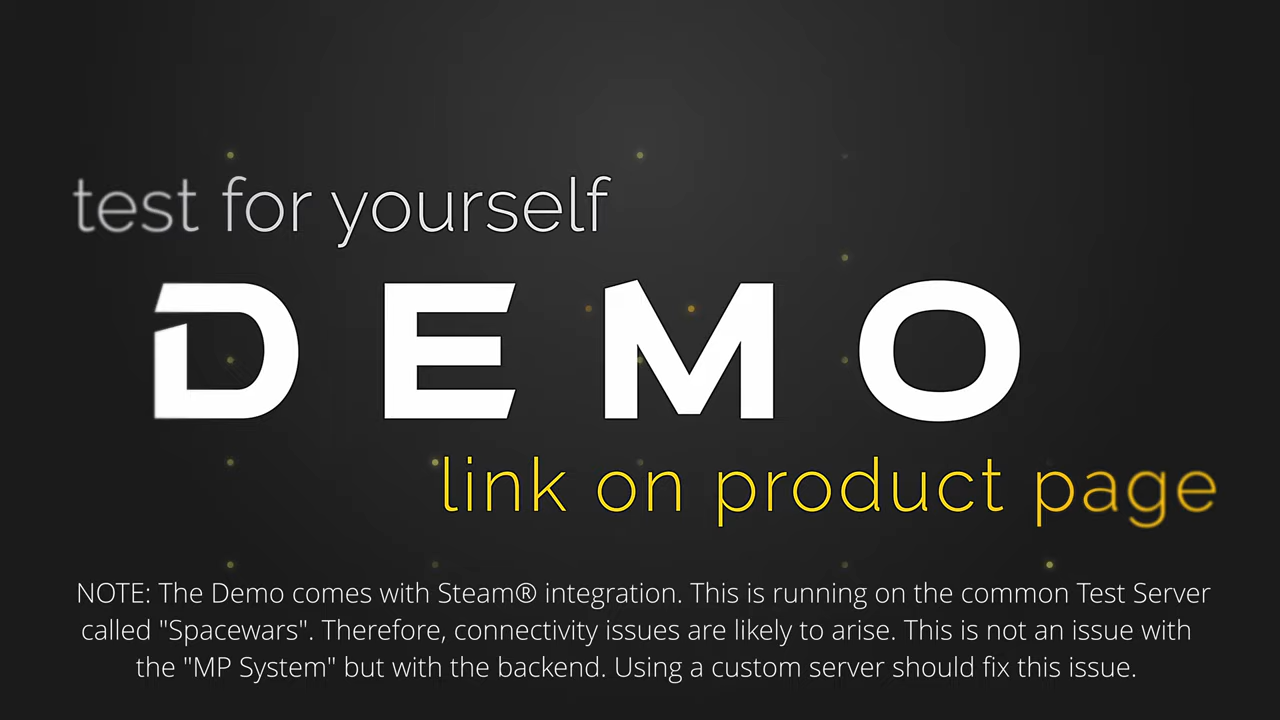 test for yourself
DEMO
link on product page
NOTE: The Demo comes with Steam® integration. This is running on the common Test Server
called "Spacewars". Therefore, connectivity issues are likely to arise. This is not an issue with
the "MP System" but with the backend. Using a custom server should fix this issue.